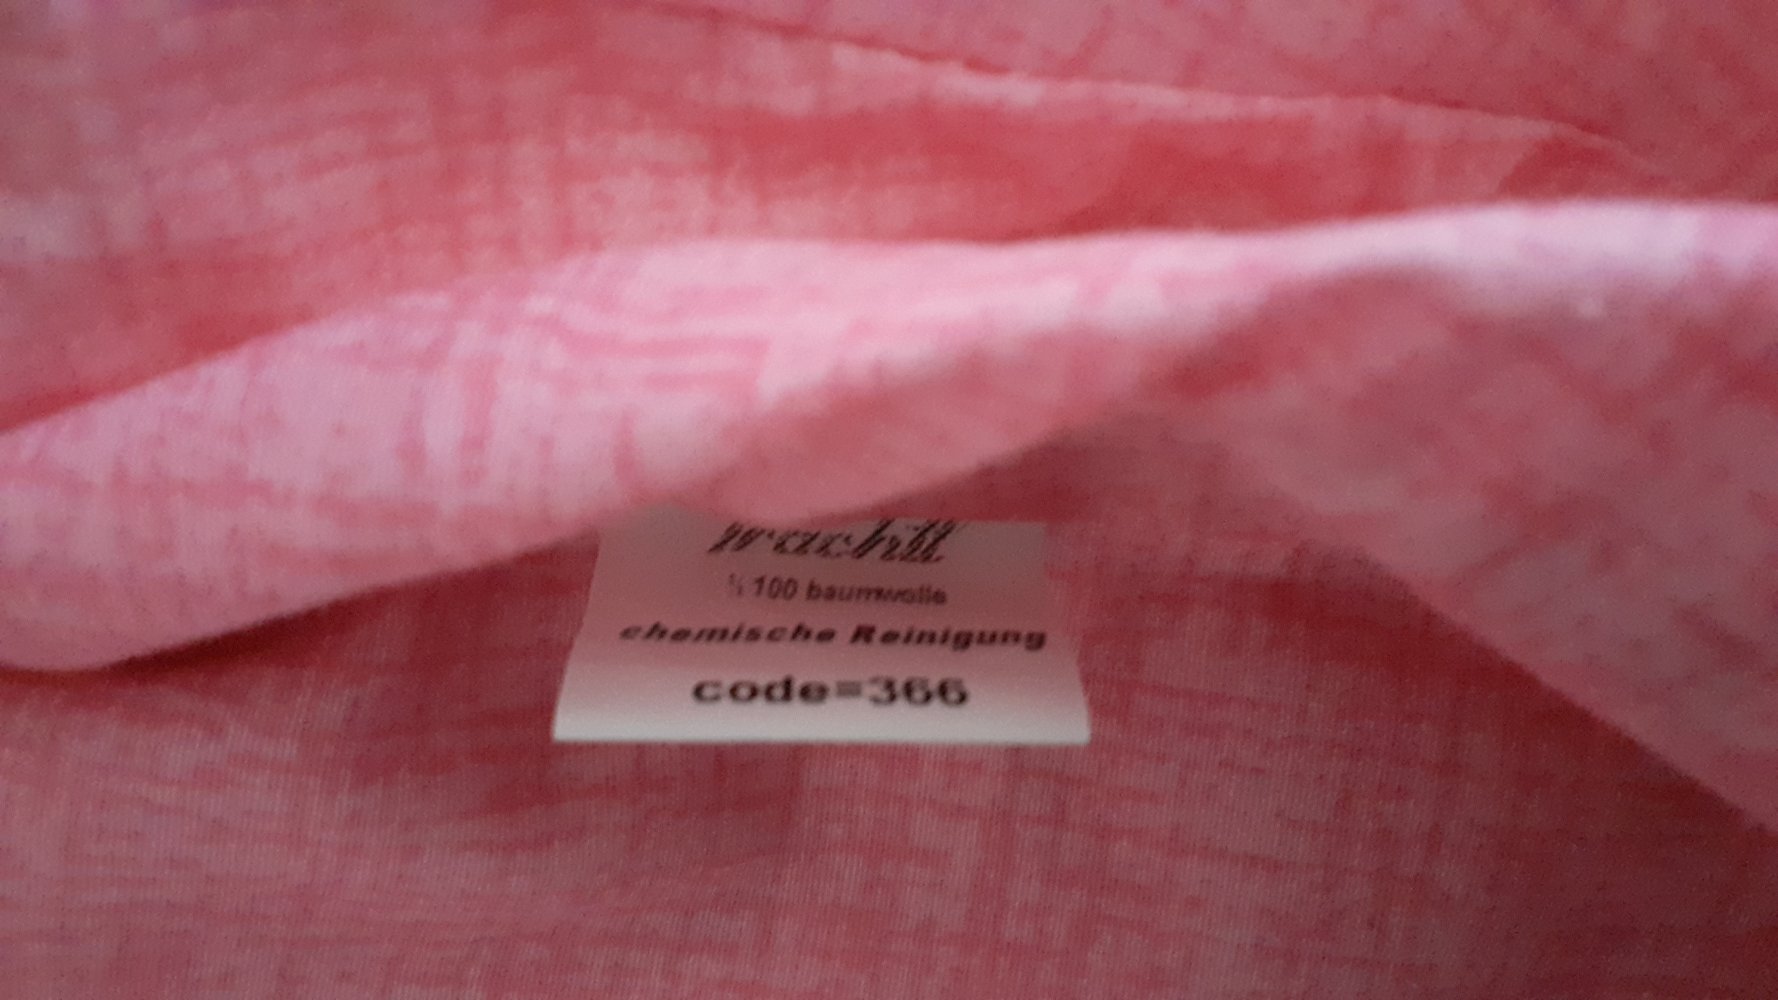 % 100 baumwolle
chemische Reinigung
code=366